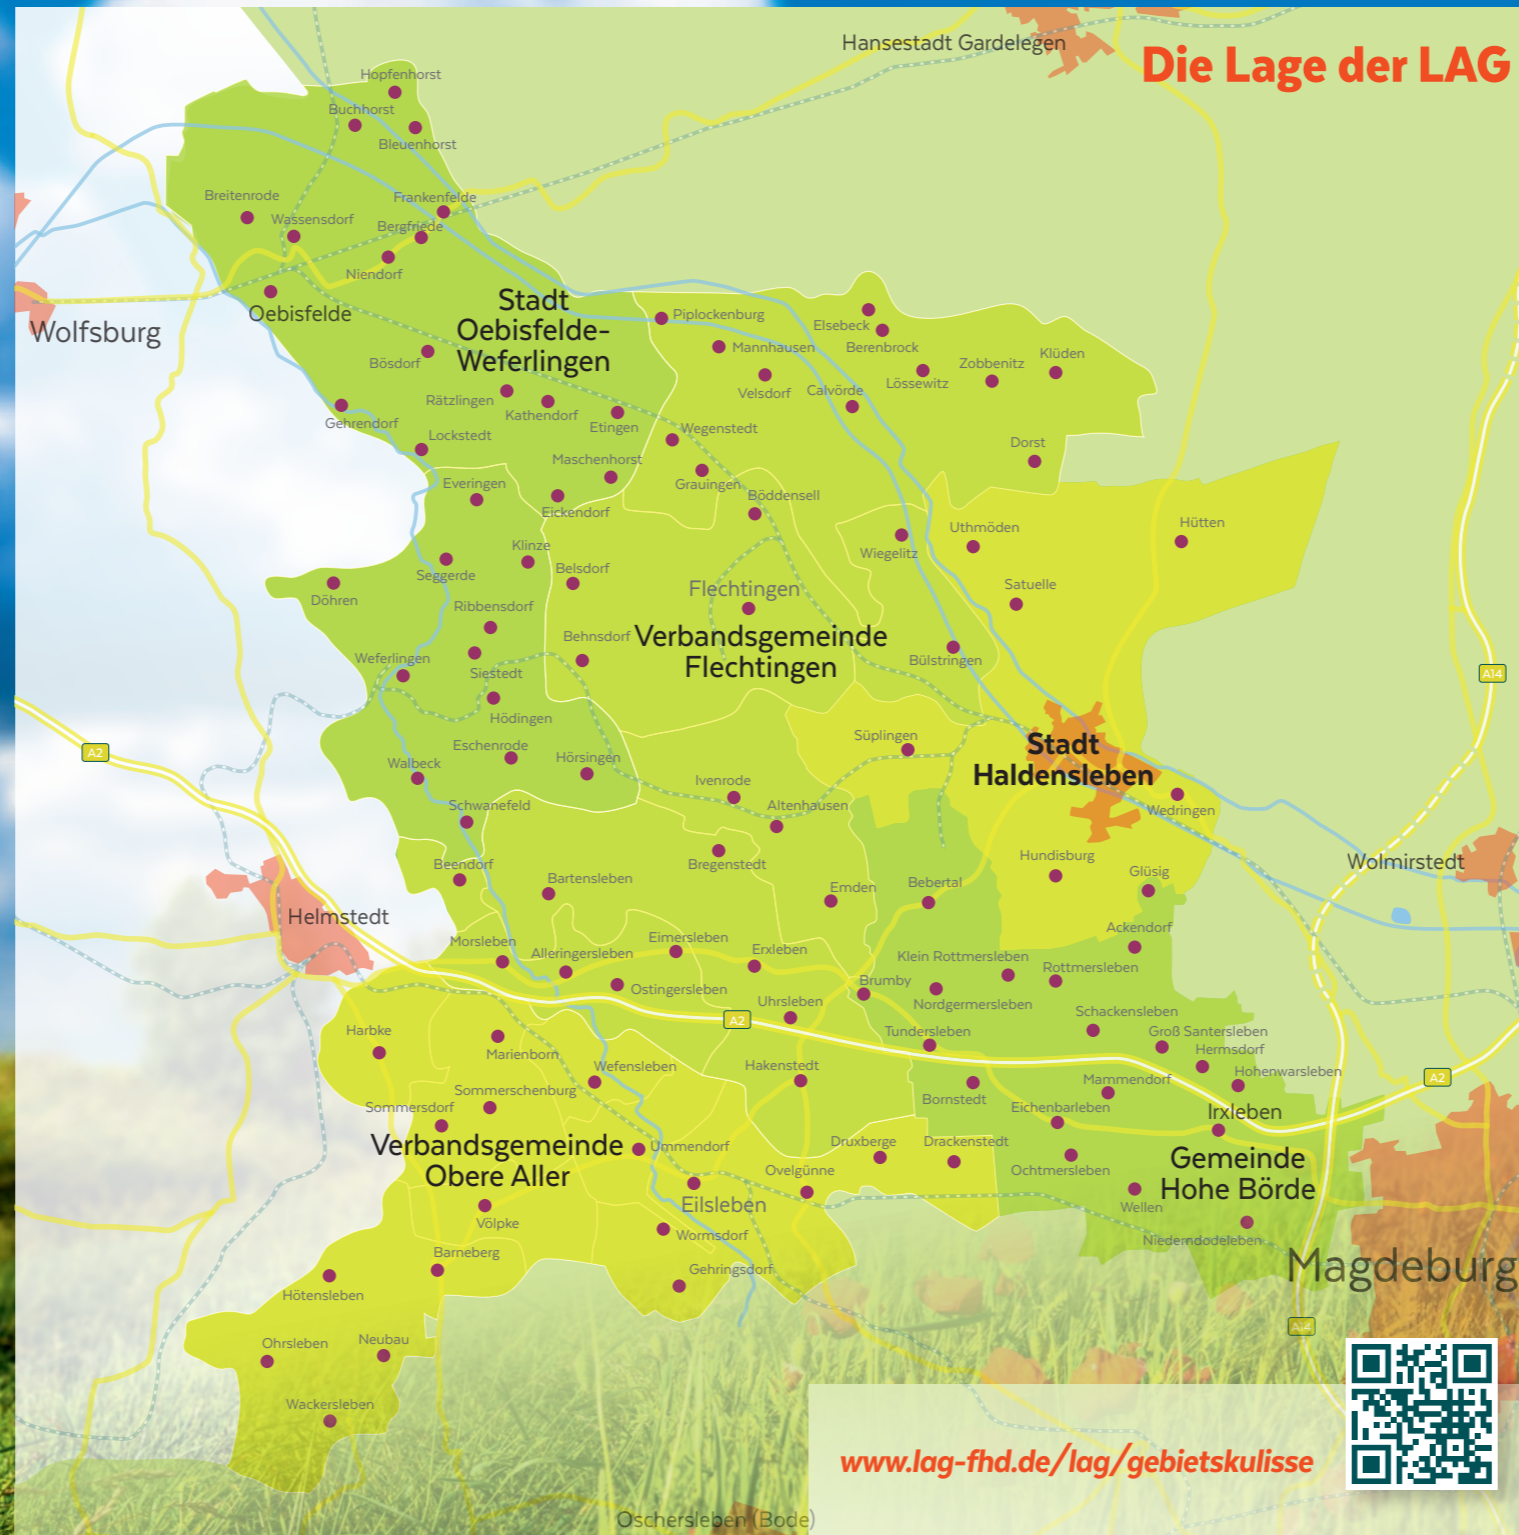 Hansestadt Gardelegen
Die Lage der LAG
Hopfenhorst
Buchhorst
Bleuenhorst
Breitenrode
Wassensdorf
Frankenfelde
Bergfriede
Niendorf
Oebisfelde
Wolfsburg
Stadt
Oebisfelde-
Weferlingen
Piplockenburg
Mannhausen
Velsdorf
Calvörde
Elsebeck
Berenbrock
Lössewitz
Zobbenitz
Klüden
Bösdorf
Rätzlingen
Kathendorf
Etingen
Gehrendorf
Lockstedt
Wegenstedt
Dorst
Maschenhorst
Grauingen
Everingen
Eickendorf
Böddensell
Klinze
Belsdorf
Wiegelitz
Uthmöden
Hütten
Seggerde
Döhren
Ribbensdorf
Flechtingen
Satuelle
Behnsdorf
Verbandsgemeinde
Flechtingen
Bülstringen
Weferlingen
Siestedt
A14
Hödingen
A2
Eschenrode
Walbeck
Hörsingen
Süplingen
Stadt
Haldensleben
Ivenrode
Altenhausen
Schwanefeld
Wedringen
Beendorf
Bregenstedt
Hundisburg
Glüsig
Wolmirstedt
Bartensleben
Emden
Bebertal
Helmstedt
Ackendorf
Morsleben
Alleringersleben
Eimersleben
Erxleben
Klein Rottmersleben
Rottmersleben
Ostingersleben
Brumby
Nordgermersleben
Uhrsleben
A2
Schackensleben
Harbke
Marienborn
Tundersleben
Groß Santersleben
Hermsdorf
Wefensleben
Hakenstedt
Hohenwarsleben
A2
Sommerschenburg
Mammendorf
Sommersdorf
Bornstedt
Eichenbarleben
Irxleben
Verbandsgemeinde
Obere Aller
Ummendorf
Druxberge
Drackenstedt
Ochtmersleben
Gemeinde
Hohe Börde
Ovelgünne
Eilsleben
Wellen
Völpke
Wormsdorf
Niederndodeleben
Barneberg
Gehringsdorf
Magdeburg
Hötensleben
A14
Ohrsleben
Neubau
Wackersleben
www.lag-fhd.de/lag/gebietskulisse
Oschersleben (Bode)